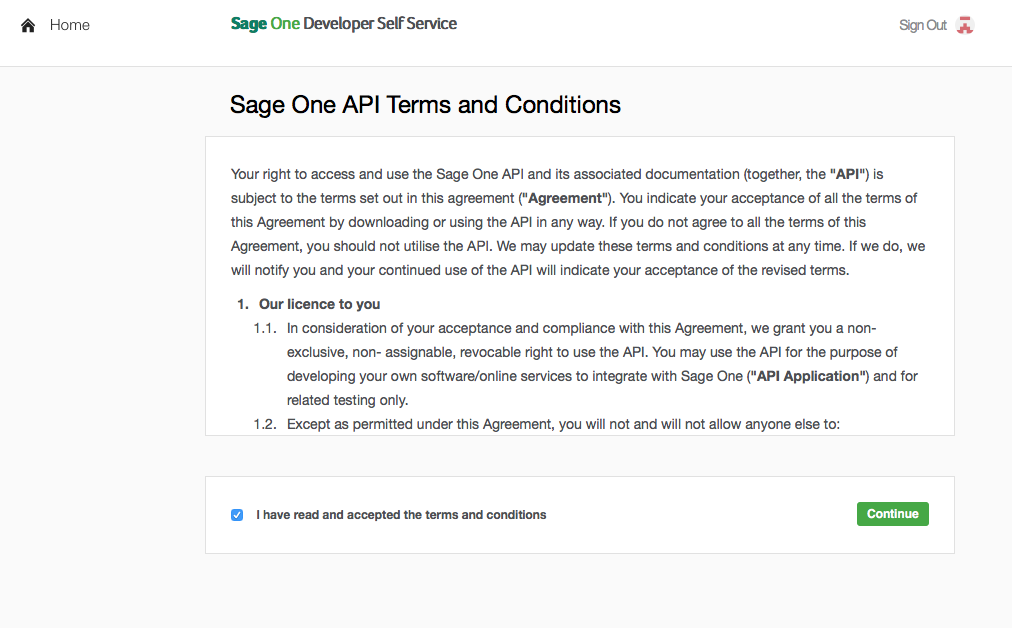 Home
Sage One Developer Self Service
Sign Out
Sage One API Terms and Conditions
Your right to access and use the Sage One API and its associated documentation (together, the "API") is
subject to the terms set out in this agreement ("Agreement"). You indicate your acceptance of all the terms of
this Agreement by downloading or using the API in any way. If you do not agree to all the terms of this
Agreement, you should not utilise the API. We may update these terms and conditions at any time. If we do, we
will notify you and your continued use of the API will indicate your acceptance of the revised terms.
1. Our licence to you
1.1. In consideration of your acceptance and compliance with this Agreement, we grant you a non-
exclusive, non- assignable, revocable right to use the API. You may use the API for the purpose of
developing your own software/online services to integrate with Sage One ("API Application") and for
related testing only.
1.2. Except as permitted under this Agreement, you will not and will not allow anyone else to:
I have read and accepted the terms and conditions
Continue